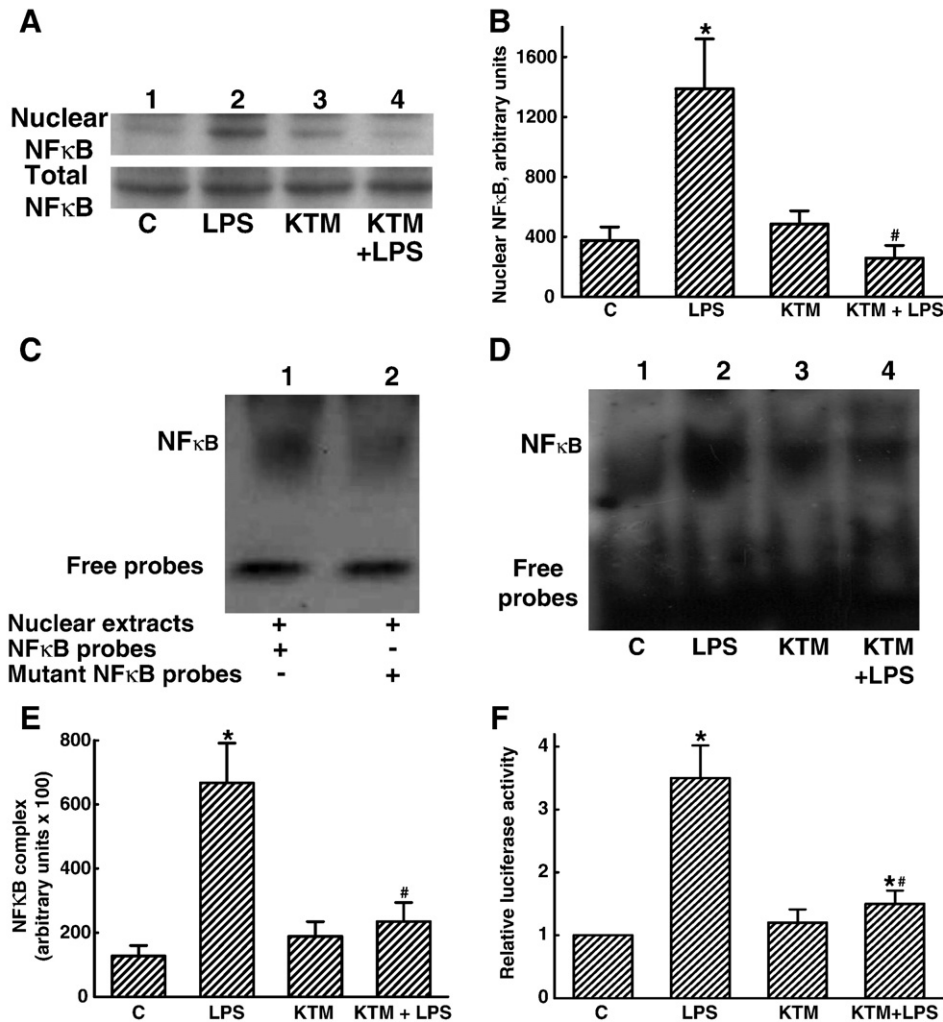 A
1 2 3 4
Nuclear
NFκB
Total
NFκB
C LPS KTM KTM
+LPS
B
Nuclear NFκB, arbitrary units
1600
1200
800
400
0
*
#
C LPS KTM KTM + LPS
C
1 2
NFκB
Free probes
Nuclear extracts + +
NFκB probes + -
Mutant NFκB probes - +
D
1 2 3 4
NFκB
Free
probes
C LPS KTM KTM
+LPS
E
NFKB complex
(arbitrary units x 100)
800
600
400
200
0
*
#
C LPS KTM KTM + LPS
F
Relative luciferase activity
4
3
2
1
0
*
*#
C LPS KTM KTM+LPS